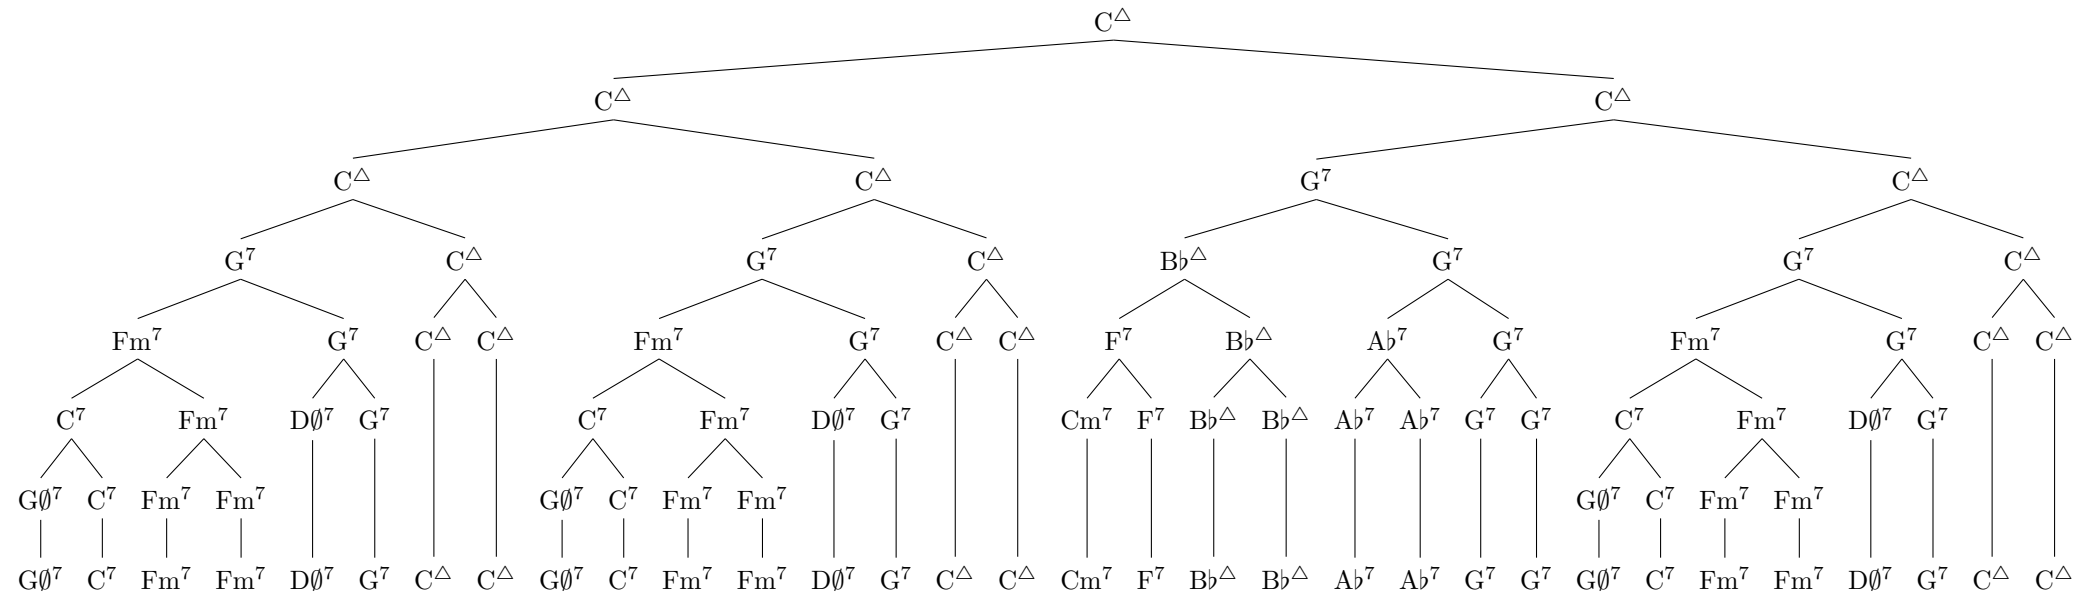 C△
C△ C△
C△ C△ G⁷ C△
G⁷ C△ G⁷ C△ B♭△ G⁷ G⁷ C△
Fm⁷ G⁷ C△ C△ Fm⁷ G⁷ C△ C△ F⁷ B♭△ A♭⁷ G⁷ Fm⁷ G⁷ C△ C△
C⁷ Fm⁷ D∅⁷ G⁷ C⁷ Fm⁷ D∅⁷ G⁷ Cm⁷ F⁷ B♭△ B♭△ A♭⁷ A♭⁷ G⁷ G⁷ C⁷ Fm⁷ D∅⁷ G⁷
G∅⁷ C⁷ Fm⁷ Fm⁷ G∅⁷ C⁷ Fm⁷ Fm⁷ G∅⁷ C⁷ Fm⁷ Fm⁷
G∅⁷ C⁷ Fm⁷ Fm⁷ D∅⁷ G⁷ C△ C△ G∅⁷ C⁷ Fm⁷ Fm⁷ D∅⁷ G⁷ C△ C△ Cm⁷ F⁷ B♭△ B♭△ A♭⁷ A♭⁷ G⁷ G⁷ G∅⁷ C⁷ Fm⁷ Fm⁷ D∅⁷ G⁷ C△ C△